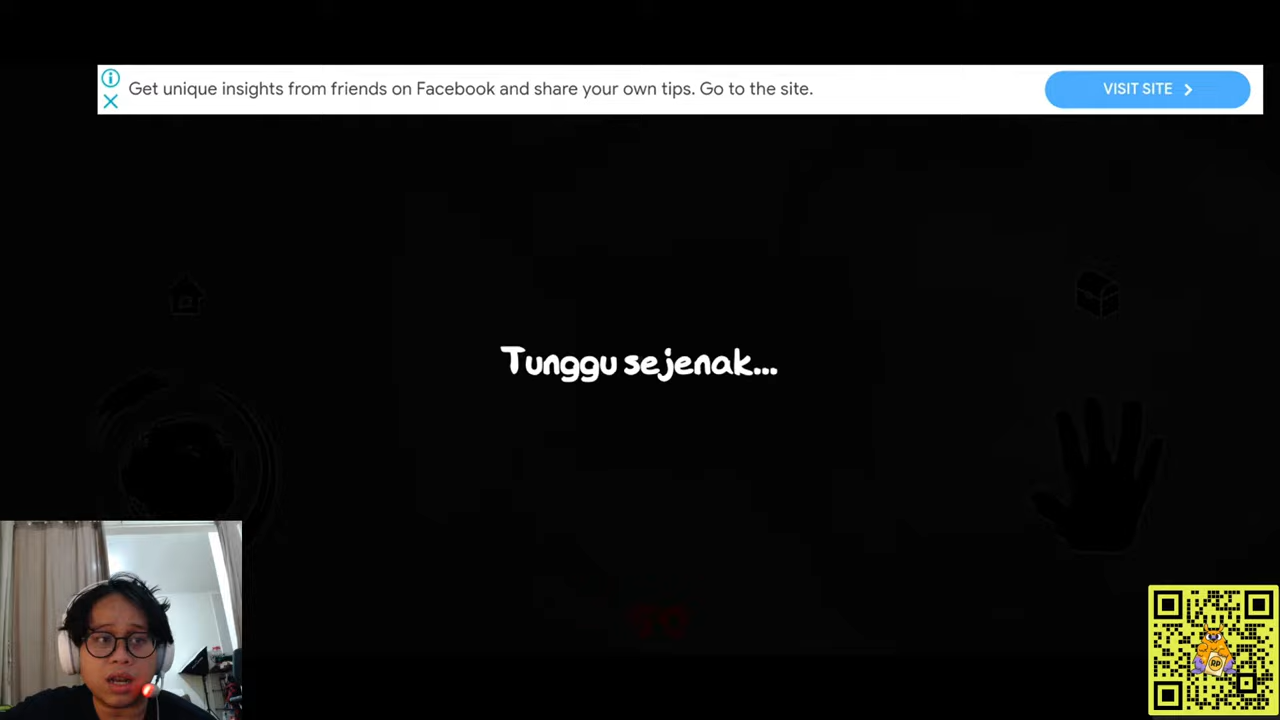 Get unique insights from friends on Facebook and share your own tips. Go to the site.
VISIT SITE
Tunggu sejenak...
RP